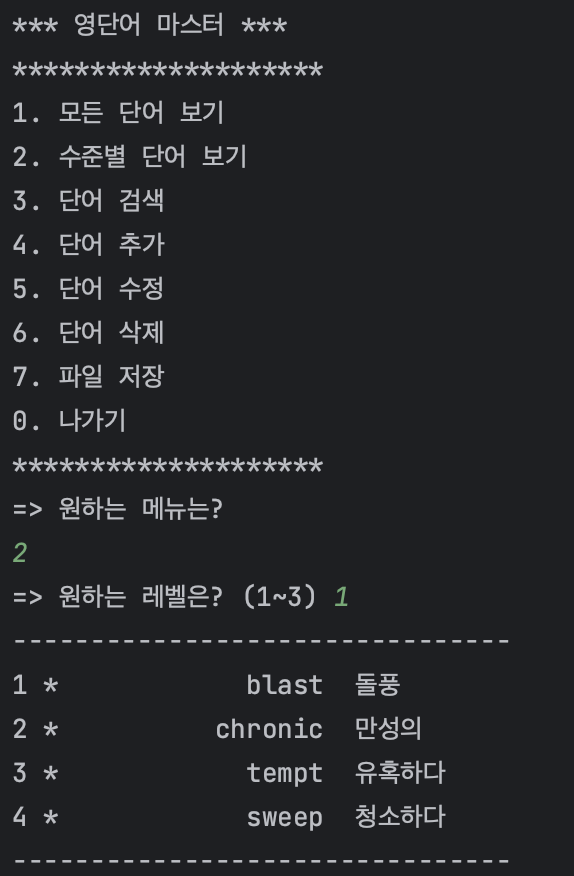 *** 영단어 마스터 ***
********************
1. 모든 단어 보기
2. 수준별 단어 보기
3. 단어 검색
4. 단어 추가
5. 단어 수정
6. 단어 삭제
7. 파일 저장
0. 나가기
********************
=> 원하는 메뉴는?
2
=> 원하는 레벨은? (1~3) 1
--------------------------------
1 *            blast  돌풍
2 *          chronic  만성의
3 *            tempt  유혹하다
4 *            sweep  청소하다
--------------------------------